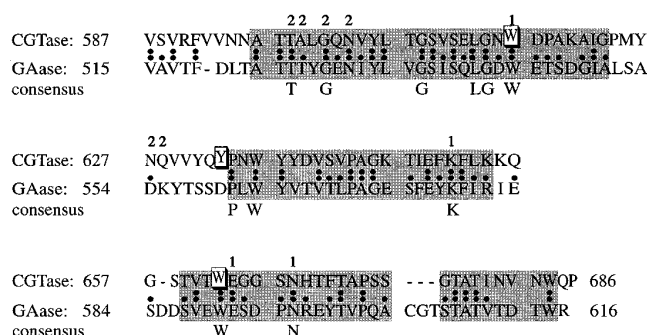 2 2 2 2 1
CGTase: 587 VSVRFVVNNA TTALGQNVYL TGSVSELGNW DPAKAIGPMY
GAase: 515 VAVTF-DLTA TTTYGENIYL VGSISQLGDW ETSDGIALSA
consensus T G G LG W
2 2 1
CGTase: 627 NQVVYQYPNW YYDVSVPAGK TIEFKFLKKQ
GAase: 554 DKYTSSDPLW YVTVTLPAGE SFEYKFIRIE
consensus P W K
1 1
CGTase: 657 G-STVTWEGG SNHTFTAPSS ---GTATINV NWQP 686
GAase: 584 SDDSVEWESD PNREYTVPQA CGTSTATVTD TWR 616
consensus W N